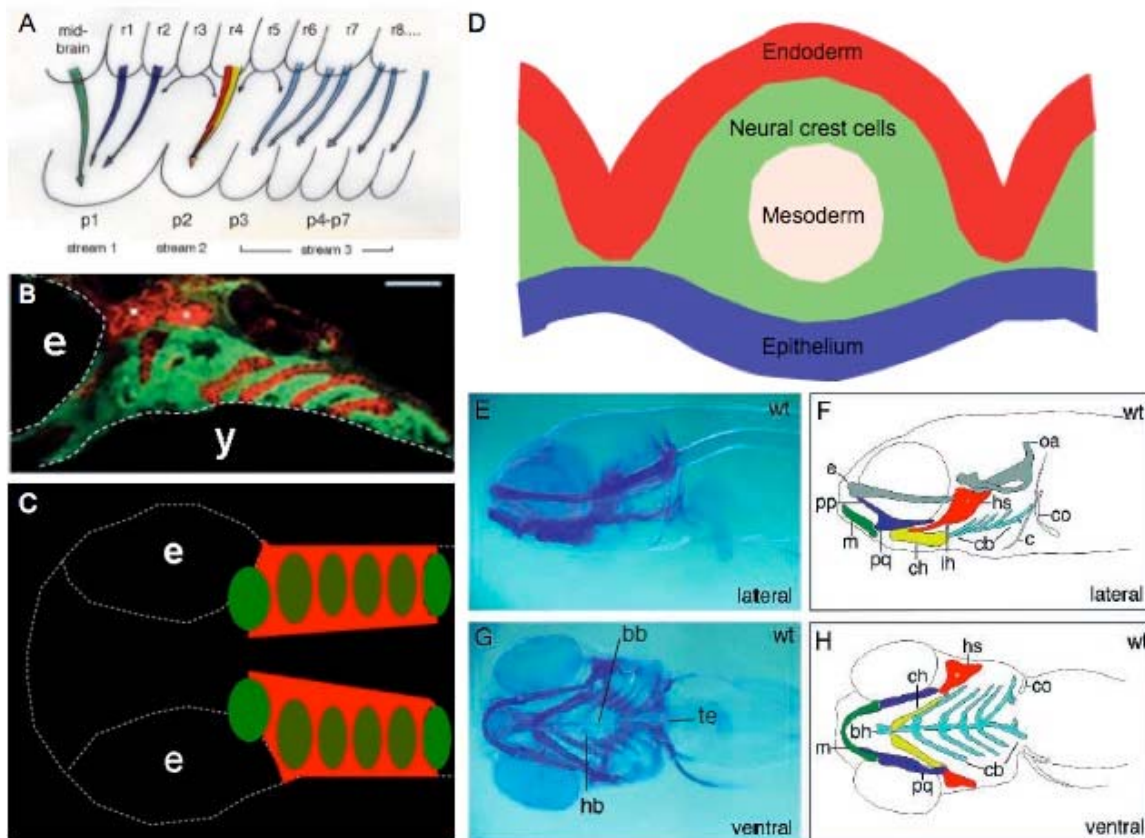 A
mid-
brain r1 r2 r3 r4 r5 r6 r7 r8....
p1 p2 p3 p4-p7
stream 1 stream 2 stream 3
B
e
y
C
e
e
D
Endoderm
Neural crest cells
Mesoderm
Epithelium
E wt
lateral
F wt
oa
e
hs
pp
co
m
pq ch ih cb c
lateral
G wt
bb
te
hb
ventral
H wt
hs
ch
co
bh
m
cb
pq
ventral